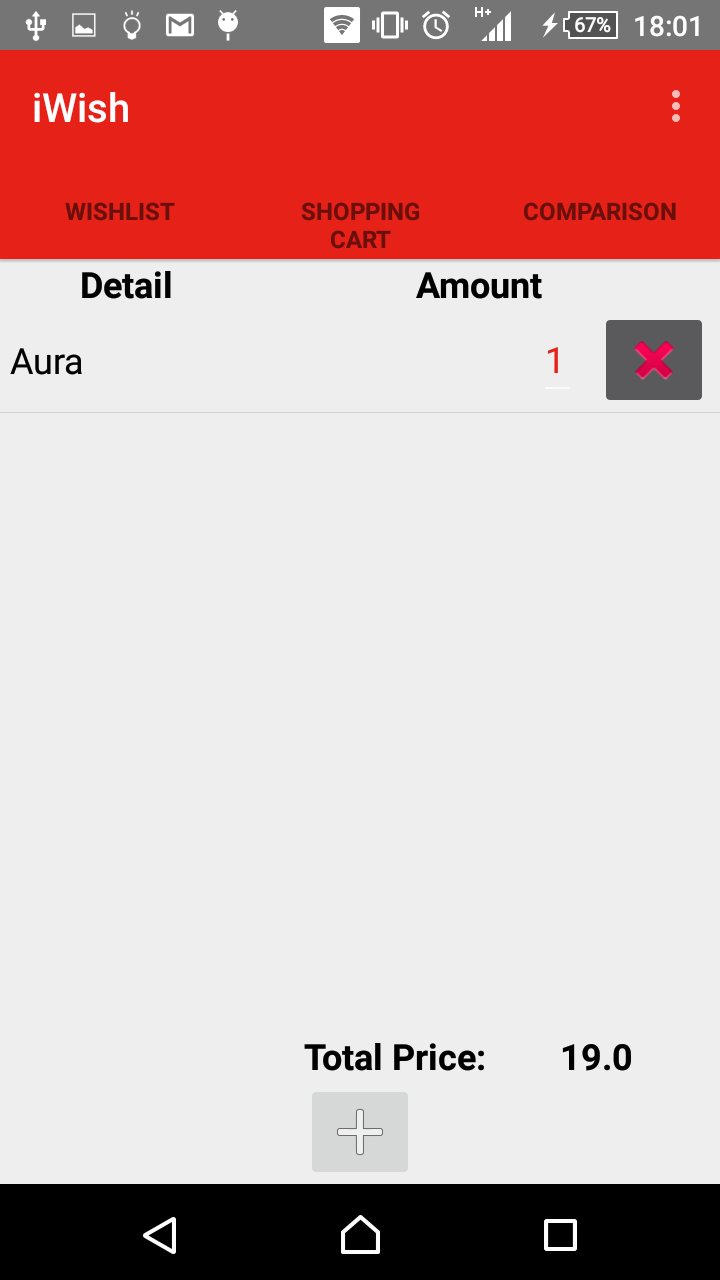 H+ 67% 18:01
iWish
WISHLIST
SHOPPING
CART
COMPARISON
Detail Amount
Aura 1
Total Price: 19.0